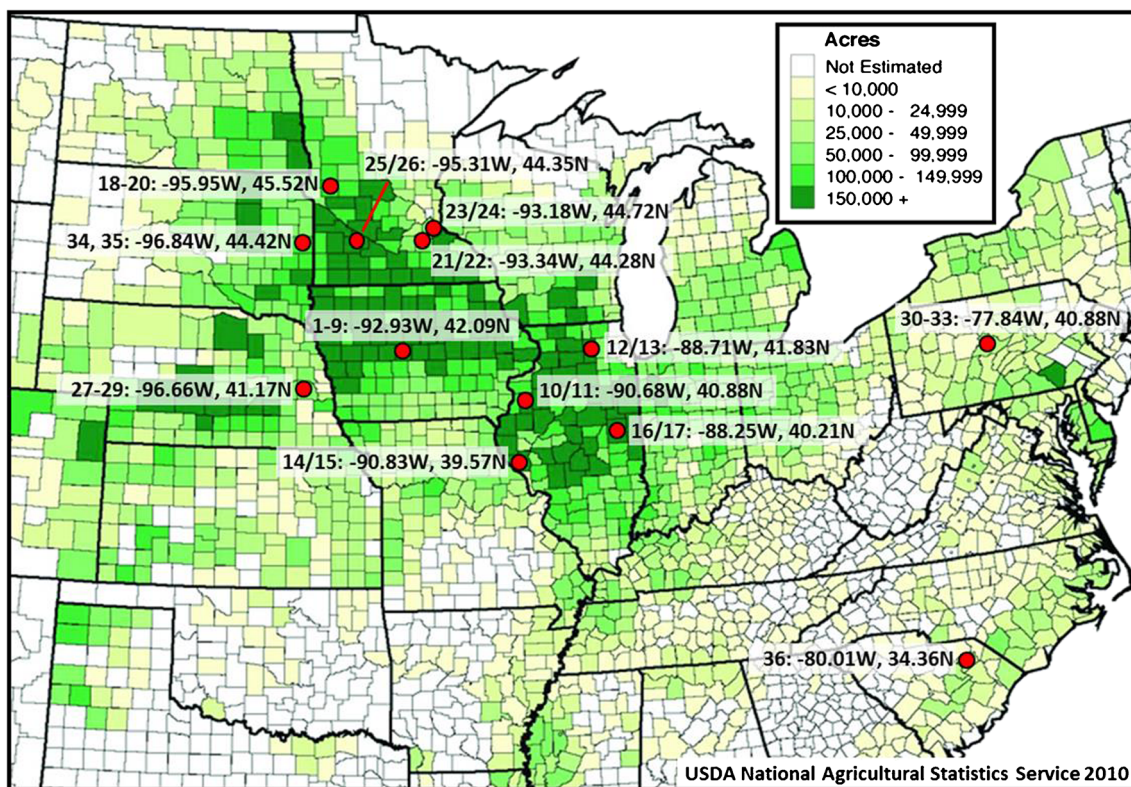 Acres
Not Estimated
< 10,000
10,000 - 24,999
25,000 - 49,999
50,000 - 99,999
100,000 - 149,999
150,000 +
25/26: -95.31W, 44.35N
18-20: -95.95W, 45.52N
23/24: -93.18W, 44.72N
34, 35: -96.84W, 44.42N
21/22: -93.34W, 44.28N
1-9: -92.93W, 42.09N
30-33: -77.84W, 40.88N
12/13: -88.71W, 41.83N
27-29: -96.66W, 41.17N
10/11: -90.68W, 40.88N
16/17: -88.25W, 40.21N
14/15: -90.83W, 39.57N
36: -80.01W, 34.36N
USDA National Agricultural Statistics Service 2010